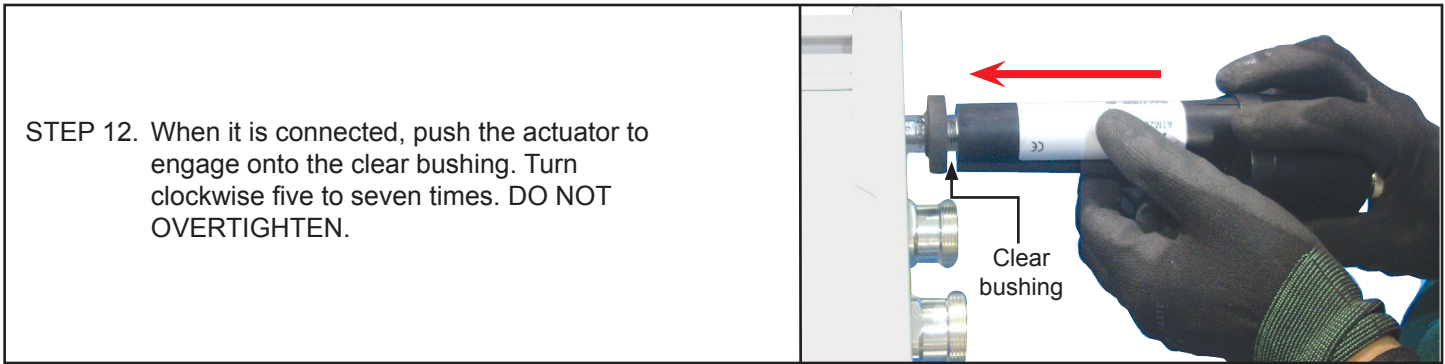 STEP 12. When it is connected, push the actuator to
engage onto the clear bushing. Turn
clockwise five to seven times. DO NOT
OVERTIGHTEN.
CE
Clear
bushing